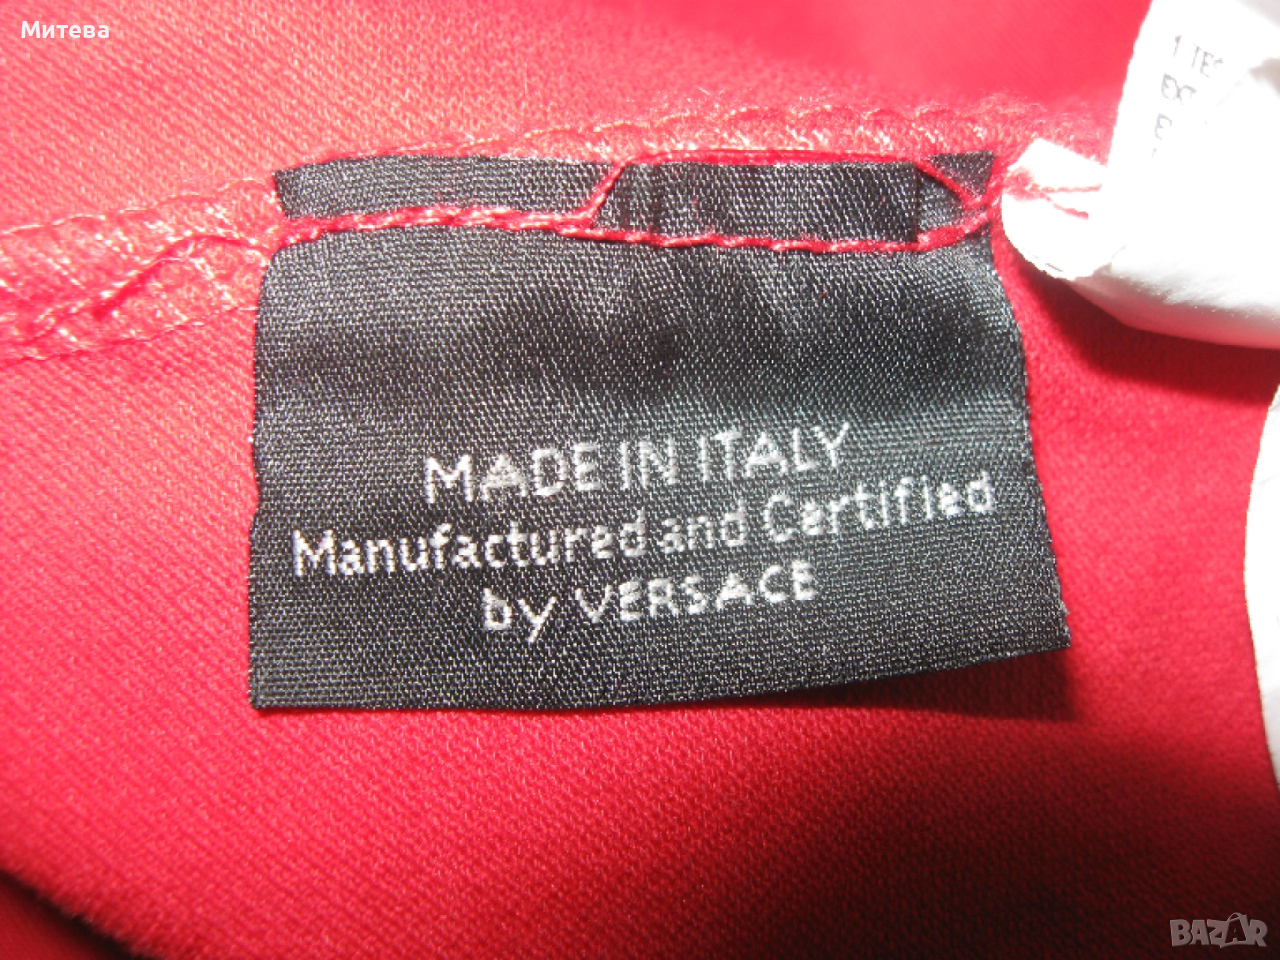 Митева
MADE IN ITALY
Manufactured and Certified
by VERSACE
BAZAR